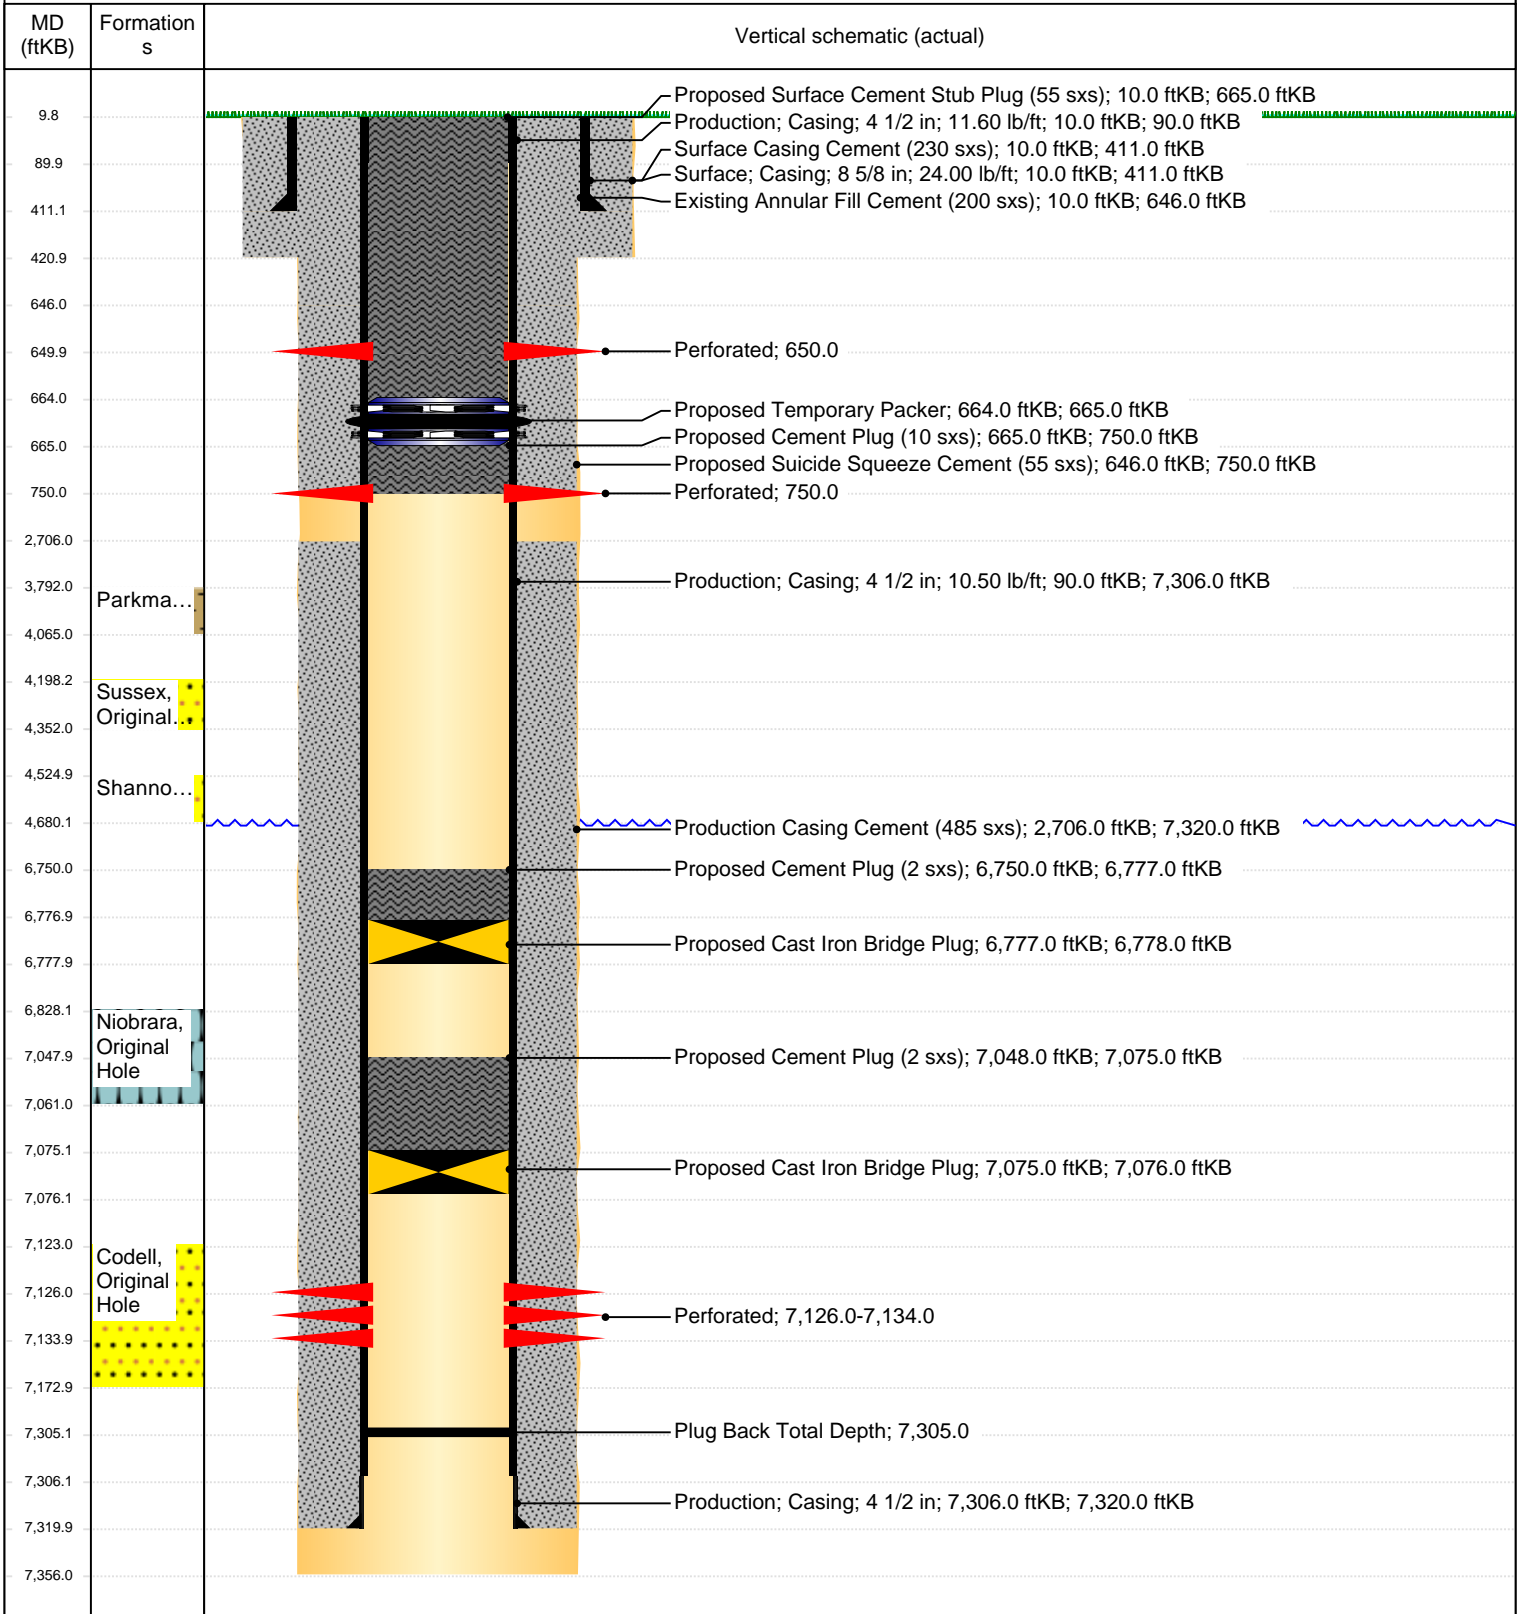 MD
(ftKB)
Formation
s
Vertical schematic (actual)
9.8
89.9
411.1
420.9
646.0
649.9
664.0
665.0
750.0
2,706.0
3,792.0
4,065.0
4,198.2
4,352.0
4,524.9
4,680.1
6,750.0
6,776.9
6,777.9
6,828.1
7,047.9
7,061.0
7,075.1
7,076.1
7,123.0
7,126.0
7,133.9
7,172.9
7,305.1
7,306.1
7,319.9
7,356.0
Parkma...
Sussex,
Original...
Shanno...
Niobrara,
Original
Hole
Codell,
Original
Hole
Proposed Surface Cement Stub Plug (55 sxs); 10.0 ftKB; 665.0 ftKB
Production; Casing; 4 1/2 in; 11.60 lb/ft; 10.0 ftKB; 90.0 ftKB
Surface Casing Cement (230 sxs); 10.0 ftKB; 411.0 ftKB
Surface; Casing; 8 5/8 in; 24.00 lb/ft; 10.0 ftKB; 411.0 ftKB
Existing Annular Fill Cement (200 sxs); 10.0 ftKB; 646.0 ftKB
Perforated; 650.0
Proposed Temporary Packer; 664.0 ftKB; 665.0 ftKB
Proposed Cement Plug (10 sxs); 665.0 ftKB; 750.0 ftKB
Proposed Suicide Squeeze Cement (55 sxs); 646.0 ftKB; 750.0 ftKB
Perforated; 750.0
Production; Casing; 4 1/2 in; 10.50 lb/ft; 90.0 ftKB; 7,306.0 ftKB
Production Casing Cement (485 sxs); 2,706.0 ftKB; 7,320.0 ftKB
Proposed Cement Plug (2 sxs); 6,750.0 ftKB; 6,777.0 ftKB
Proposed Cast Iron Bridge Plug; 6,777.0 ftKB; 6,778.0 ftKB
Proposed Cement Plug (2 sxs); 7,048.0 ftKB; 7,075.0 ftKB
Proposed Cast Iron Bridge Plug; 7,075.0 ftKB; 7,076.0 ftKB
Perforated; 7,126.0-7,134.0
Plug Back Total Depth; 7,305.0
Production; Casing; 4 1/2 in; 7,306.0 ftKB; 7,320.0 ftKB